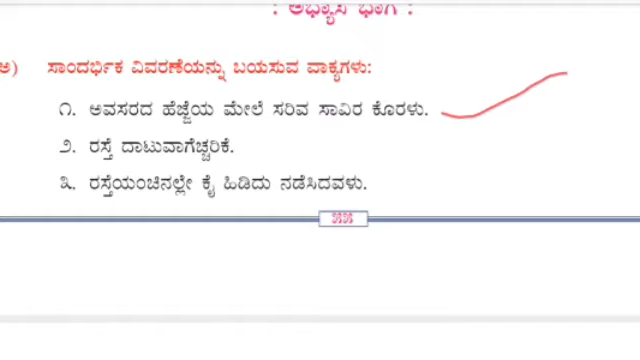 : ಅಭ್ಯಾಸ ಭಾಗ :
ಅ) ಸಾಂದರ್ಭಿಕ ವಿವರಣೆಯನ್ನು ಬಯಸುವ ವಾಕ್ಯಗಳು:
೧. ಅವಸರದ ಹೆಜ್ಜೆಯ ಮೇಲೆ ಸರಿವ ಸಾವಿರ ಕೊರಳು.
೨. ರಸ್ತೆ ದಾಟುವಾಗೆಚ್ಚರಿಕೆ.
೩. ರಸ್ತೆಯಂಚಿನಲ್ಲೇ ಕೈ ಹಿಡಿದು ನಡೆಸಿದವಳು.